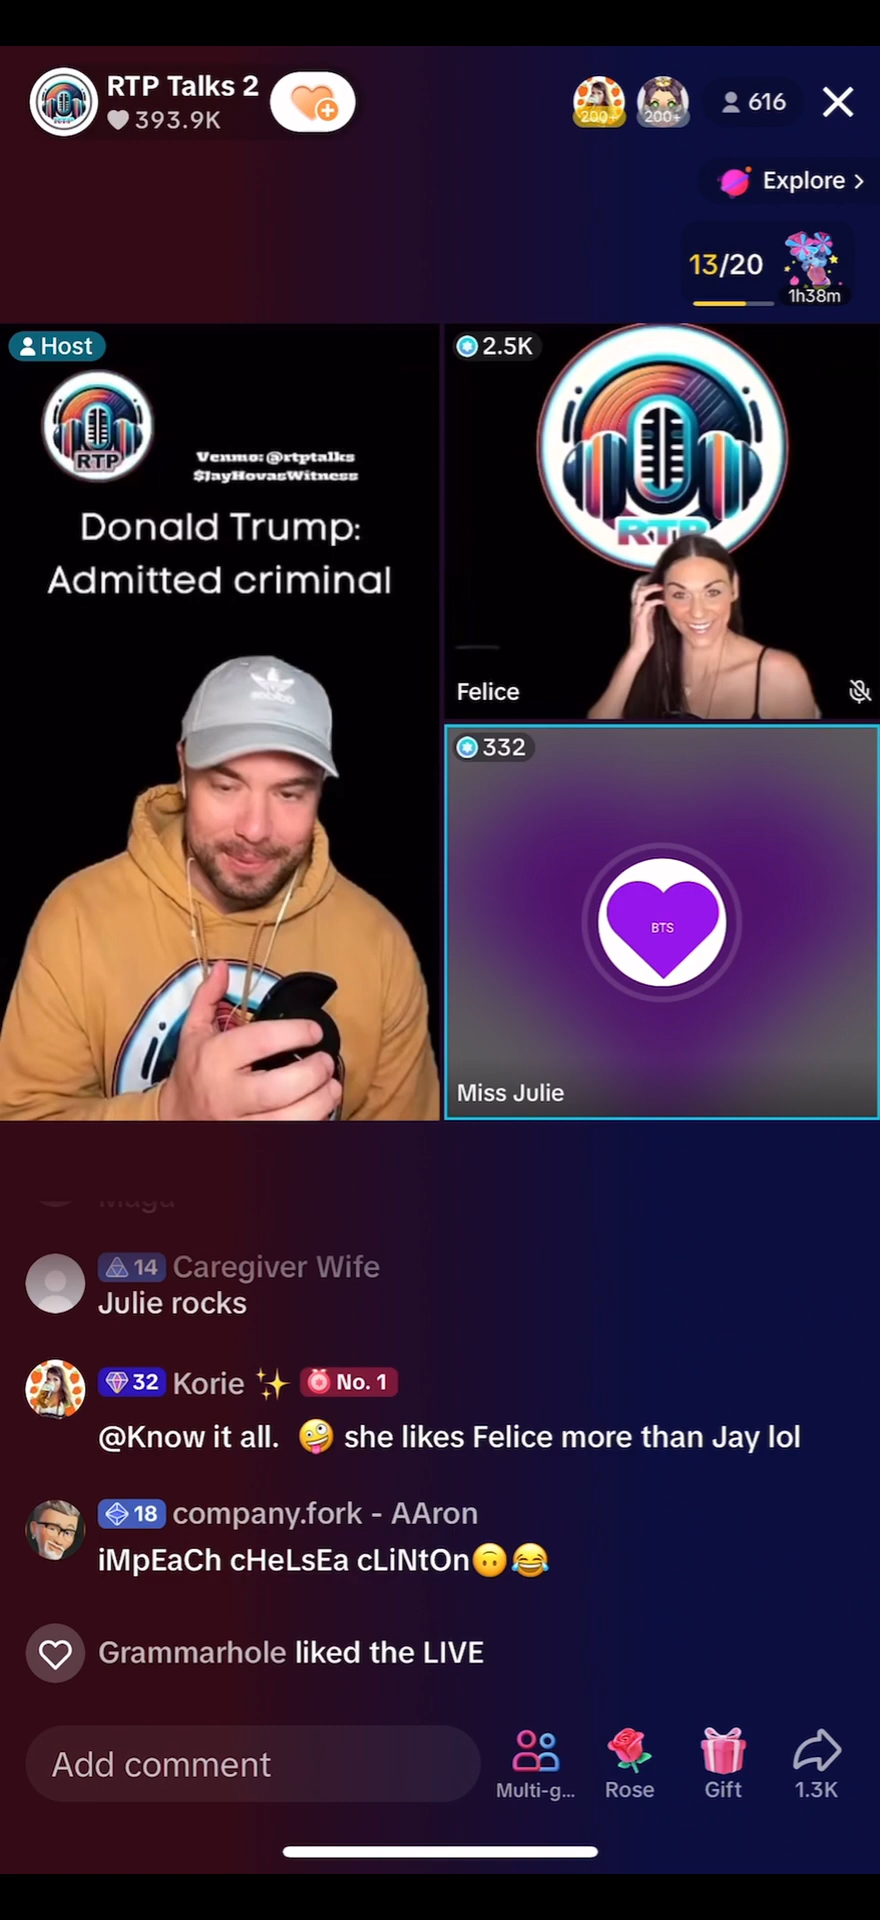 RTP Talks 2
393.9K
200+
200+
616
Explore >
13/20
1h38m
Host
RTP
Venmo: @rtptalks
$JayHovasWitness
Donald Trump:
Admitted criminal
adidas
2.5K
RTP
Felice
332
BTS
Miss Julie
14 Caregiver Wife
Julie rocks
32 Korie ✨ No. 1
@Know it all. 🤪 she likes Felice more than Jay lol
18 company.fork - AAron
iMpEaCh cHeLsEa cLiNtOn🙃😂
Grammarhole liked the LIVE
Add comment
Multi-g...
Rose
Gift
1.3K